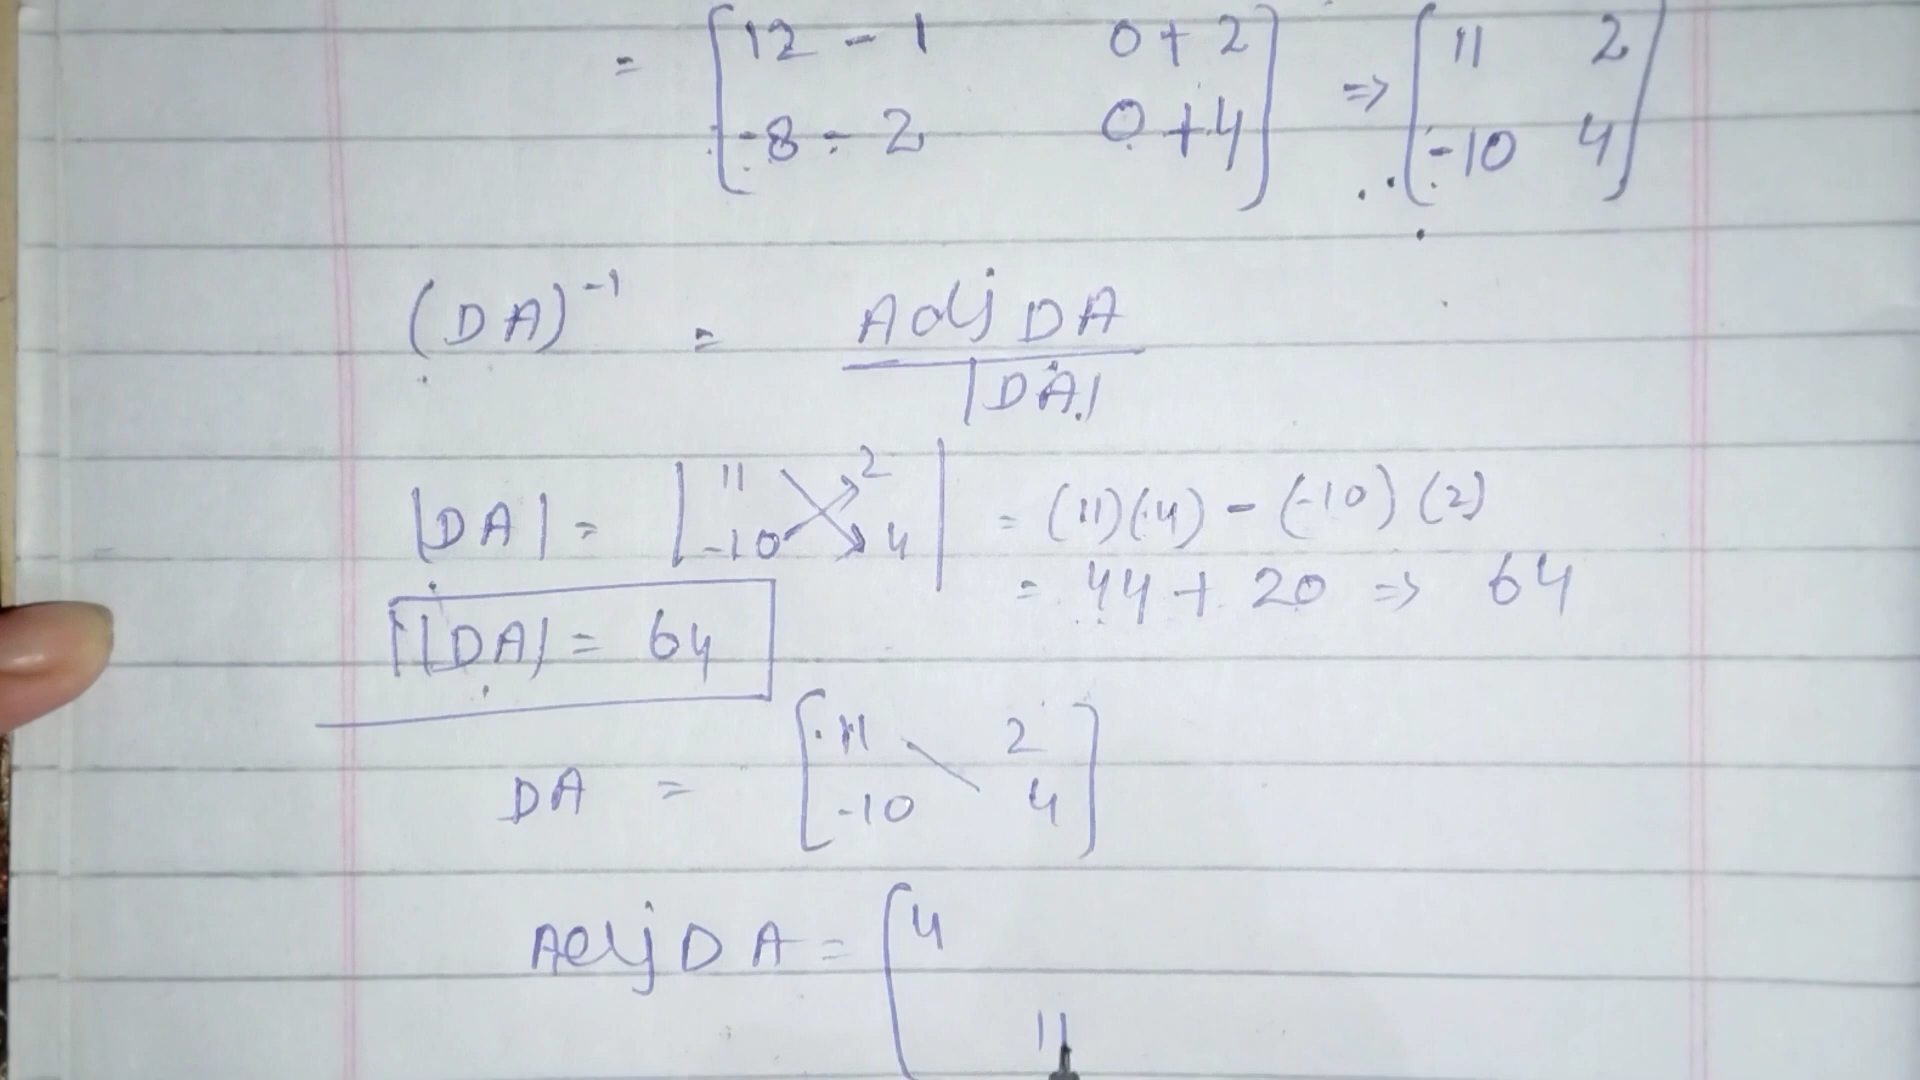 = [12 - 1 0 + 2] => [11 2]
[-8 - 2 0 + 4] [-10 4]
(DA)⁻¹ = Adj DA
|DA|
|DA| = |11 2| = (11)(4) - (-10)(2)
|-10 4| = 44 + 20 => 64
|DA| = 64
DA = [11 2]
[-10 4]
Adj DA = [4
11